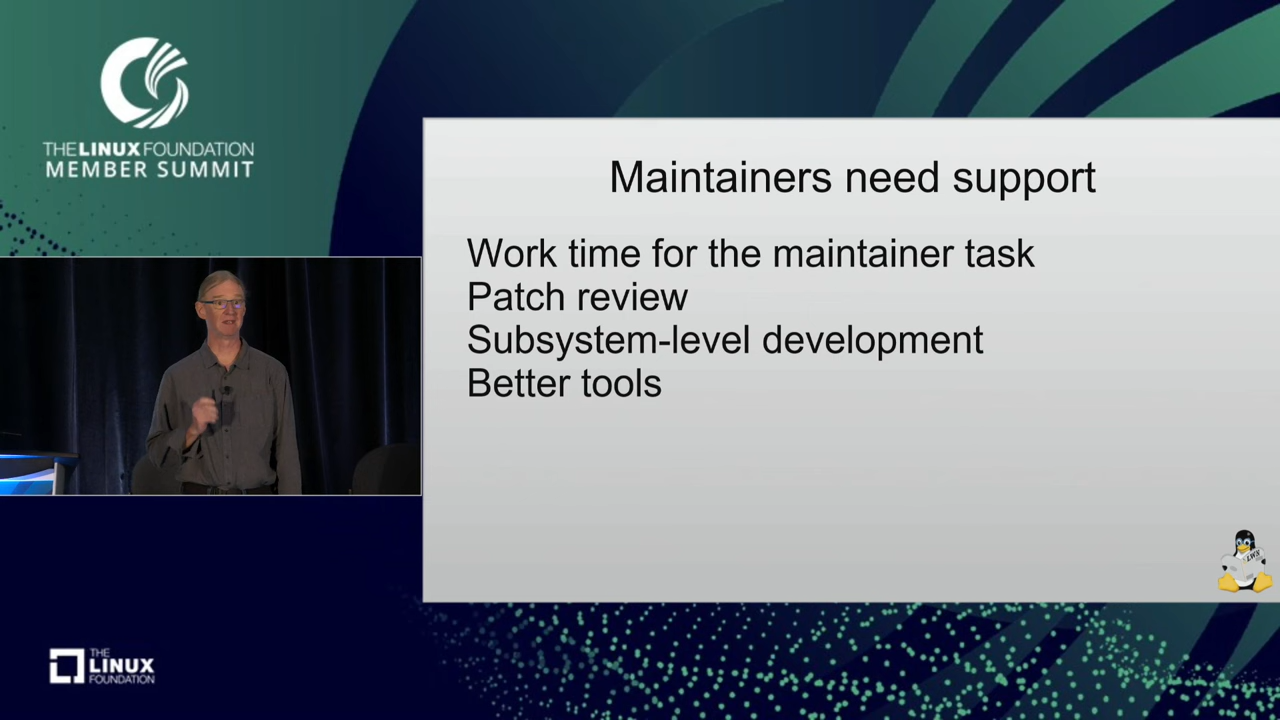 THE LINUX FOUNDATION
MEMBER SUMMIT
Maintainers need support
Work time for the maintainer task
Patch review
Subsystem-level development
Better tools
LWN
THE
LINUX
FOUNDATION